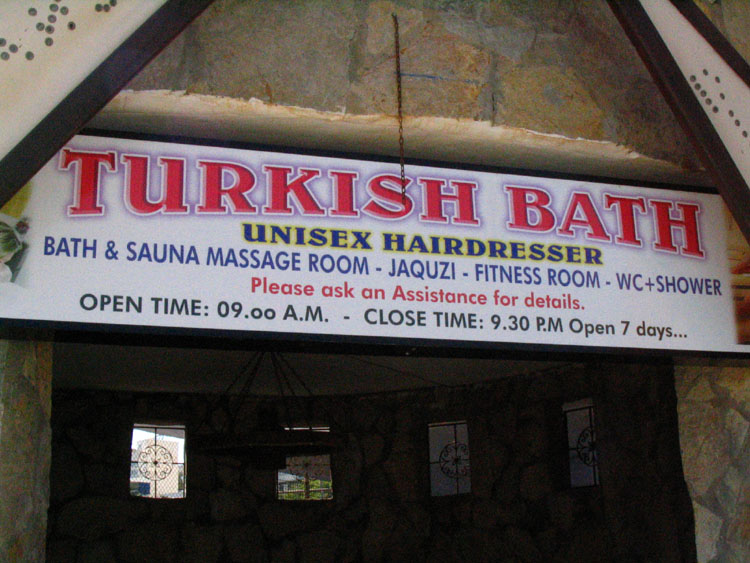 TURKISH BATH
UNISEX HAIRDRESSER
BATH & SAUNA MASSAGE ROOM - JAQUZI - FITNESS ROOM - WC+SHOWER
Please ask an Assistance for details.
OPEN TIME: 09.oo A.M. - CLOSE TIME: 9.30 P.M Open 7 days...